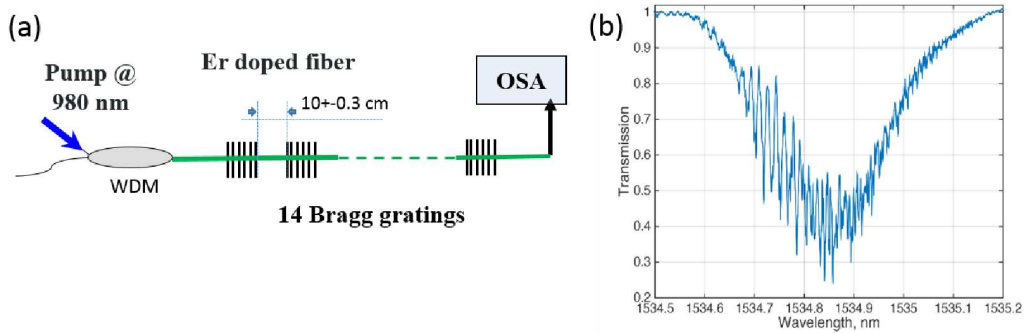 (a)
Pump @
980 nm
Er doped fiber
10+-0.3 cm
OSA
WDM
14 Bragg gratings
(b)
Transmission
1
0.9
0.8
0.7
0.6
0.5
0.4
0.3
0.2
1534.5 1534.6 1534.7 1534.8 1534.9 1535 1535.1 1535.2
Wavelength, nm